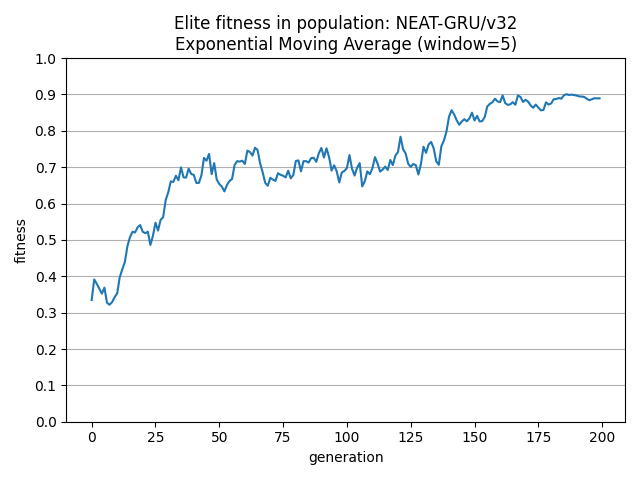 Elite fitness in population: NEAT-GRU/v32
Exponential Moving Average (window=5)
1.0
0.9
0.8
0.7
0.6
0.5
0.4
0.3
0.2
0.1
0.0
fitness
0 25 50 75 100 125 150 175 200
generation